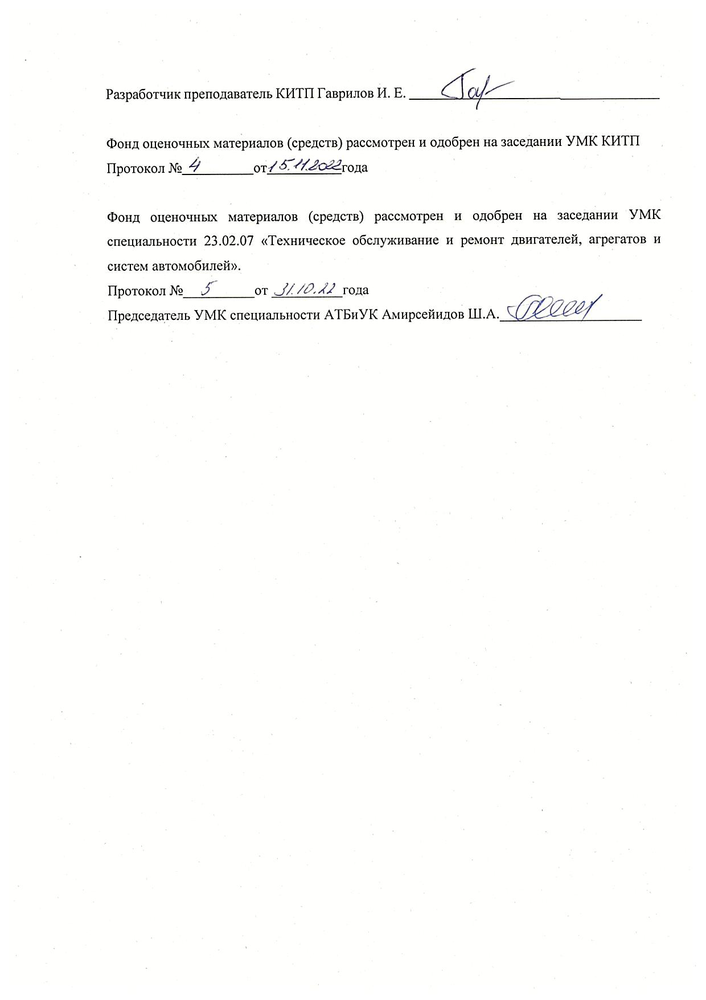 Разработчик преподаватель КИТП Гаврилов И. Е.
Фонд оценочных материалов (средств) рассмотрен и одобрен на заседании УМК КИТП
Протокол № 4 от 15.11.2022 года
Фонд оценочных материалов (средств) рассмотрен и одобрен на заседании УМК
специальности 23.02.07 «Техническое обслуживание и ремонт двигателей, агрегатов и
систем автомобилей».
Протокол № 5 от 31.10.22 года
Председатель УМК специальности АТБиУК Амирсейидов Ш.А.